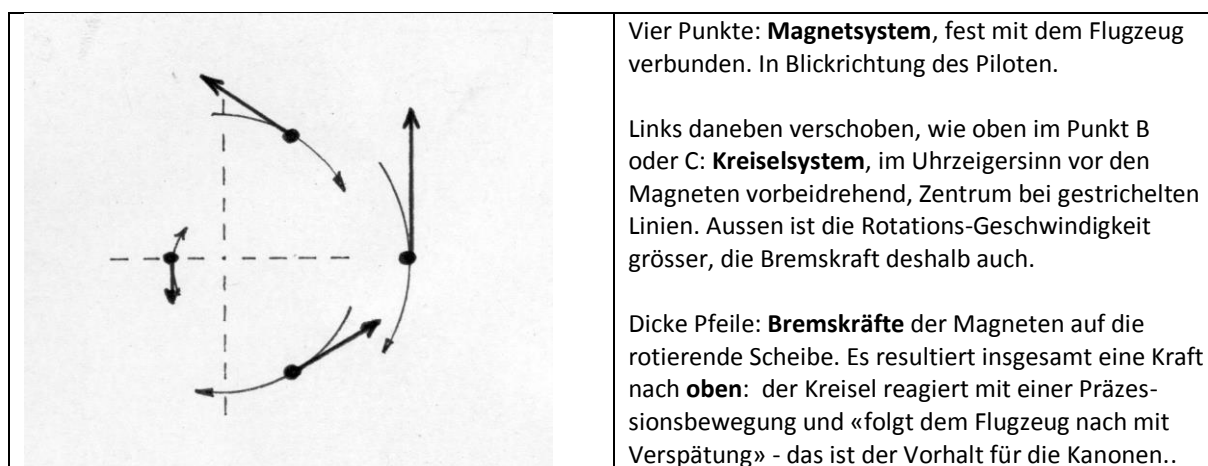 Vier Punkte: Magnetsystem, fest mit dem Flugzeug
verbunden. In Blickrichtung des Piloten.
Links daneben verschoben, wie oben im Punkt B
oder C: Kreiselsystem, im Uhrzeigersinn vor den
Magneten vorbeidrehend, Zentrum bei gestrichelten
Linien. Aussen ist die Rotations-Geschwindigkeit
grösser, die Bremskraft deshalb auch.
Dicke Pfeile: Bremskräfte der Magneten auf die
rotierende Scheibe. Es resultiert insgesamt eine Kraft
nach oben:  der Kreisel reagiert mit einer Präzes-
sionsbewegung und «folgt dem Flugzeug nach mit
Verspätung» - das ist der Vorhalt für die Kanonen..